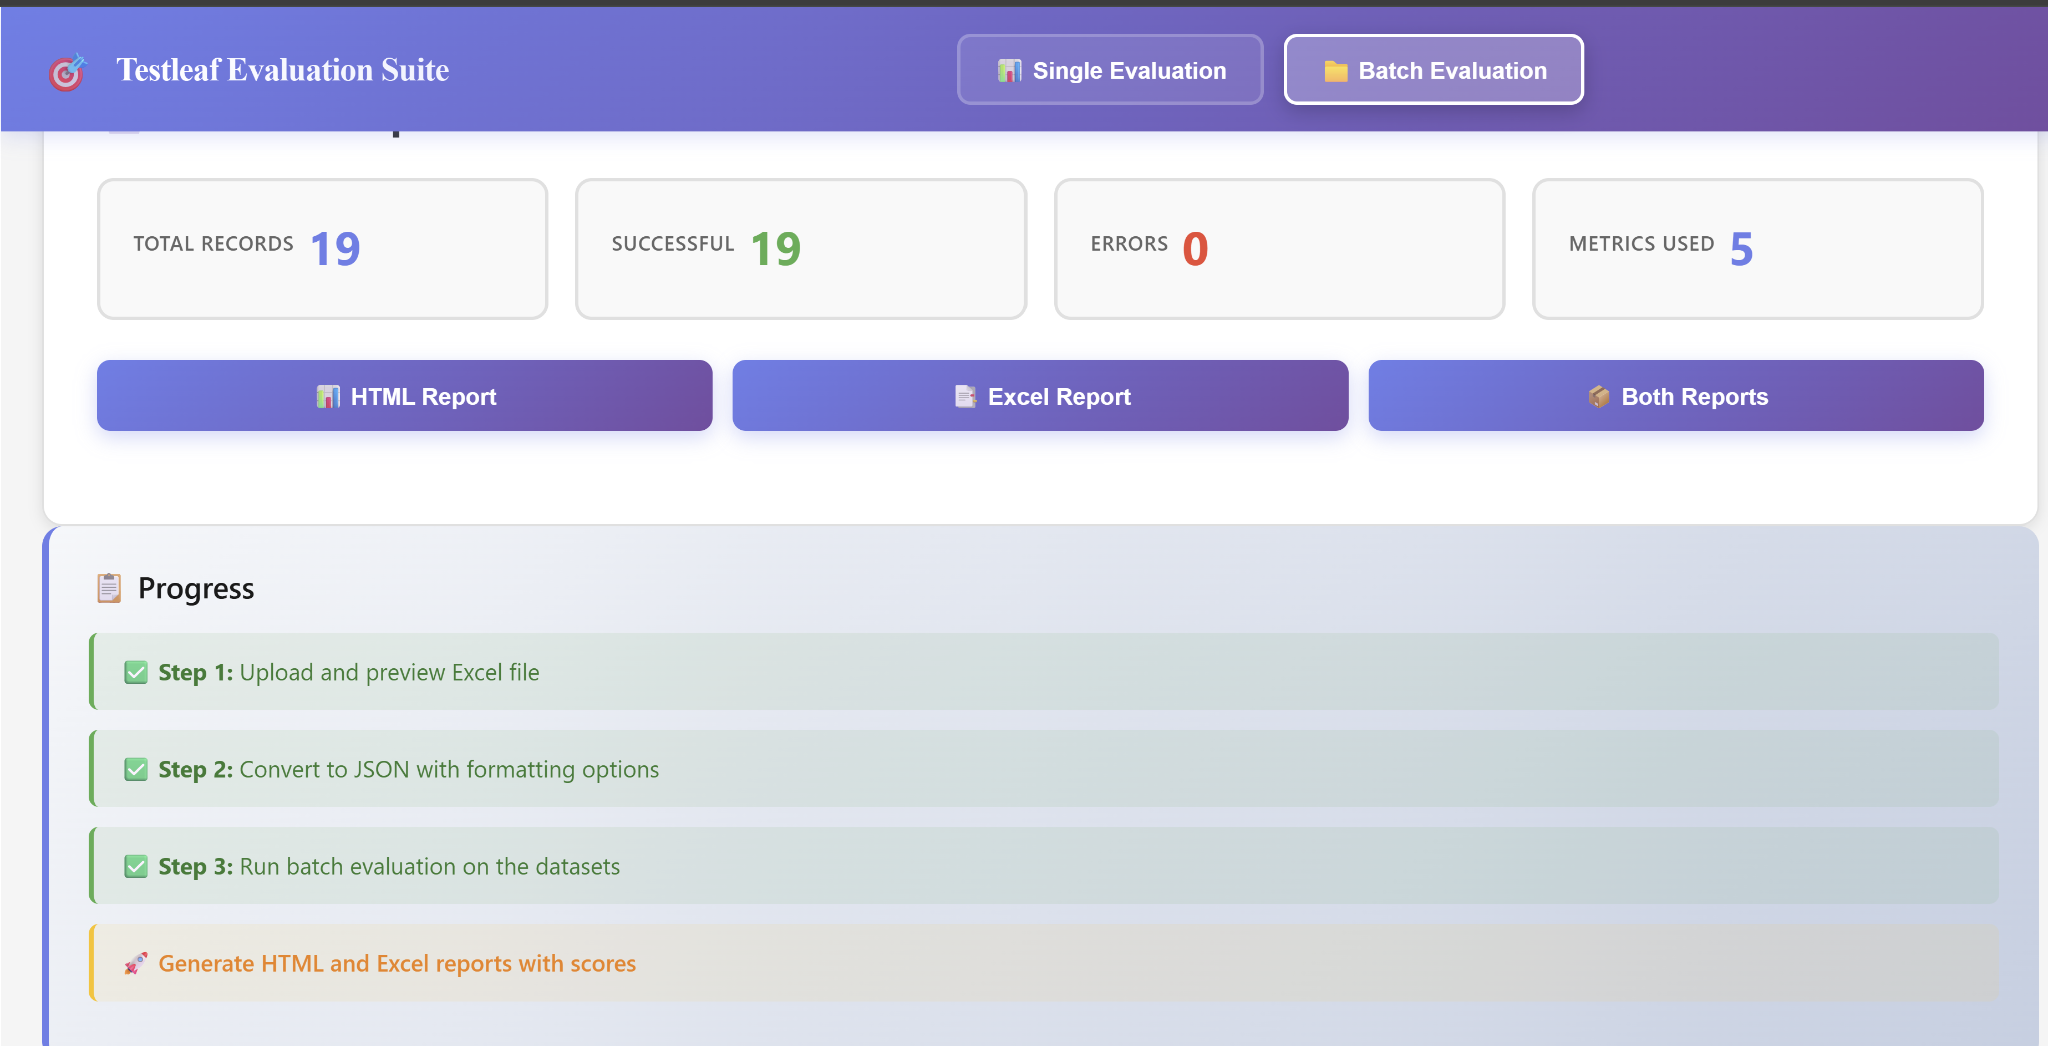 Testleaf Evaluation Suite
Single Evaluation
Batch Evaluation
TOTAL RECORDS 19
SUCCESSFUL 19
ERRORS 0
METRICS USED 5
HTML Report
Excel Report
Both Reports
Progress
Step 1: Upload and preview Excel file
Step 2: Convert to JSON with formatting options
Step 3: Run batch evaluation on the datasets
Generate HTML and Excel reports with scores